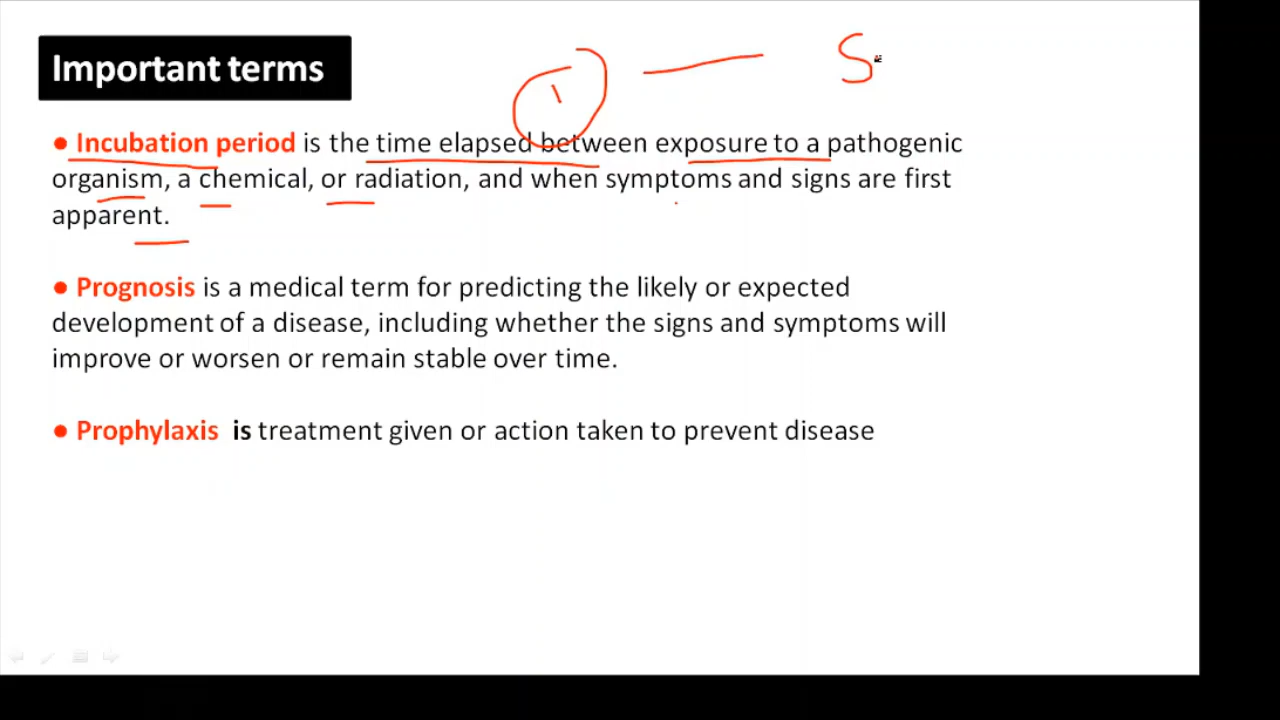 Important terms
1 S
● Incubation period is the time elapsed between exposure to a pathogenic
organism, a chemical, or radiation, and when symptoms and signs are first
apparent.
● Prognosis is a medical term for predicting the likely or expected
development of a disease, including whether the signs and symptoms will
improve or worsen or remain stable over time.
● Prophylaxis is treatment given or action taken to prevent disease